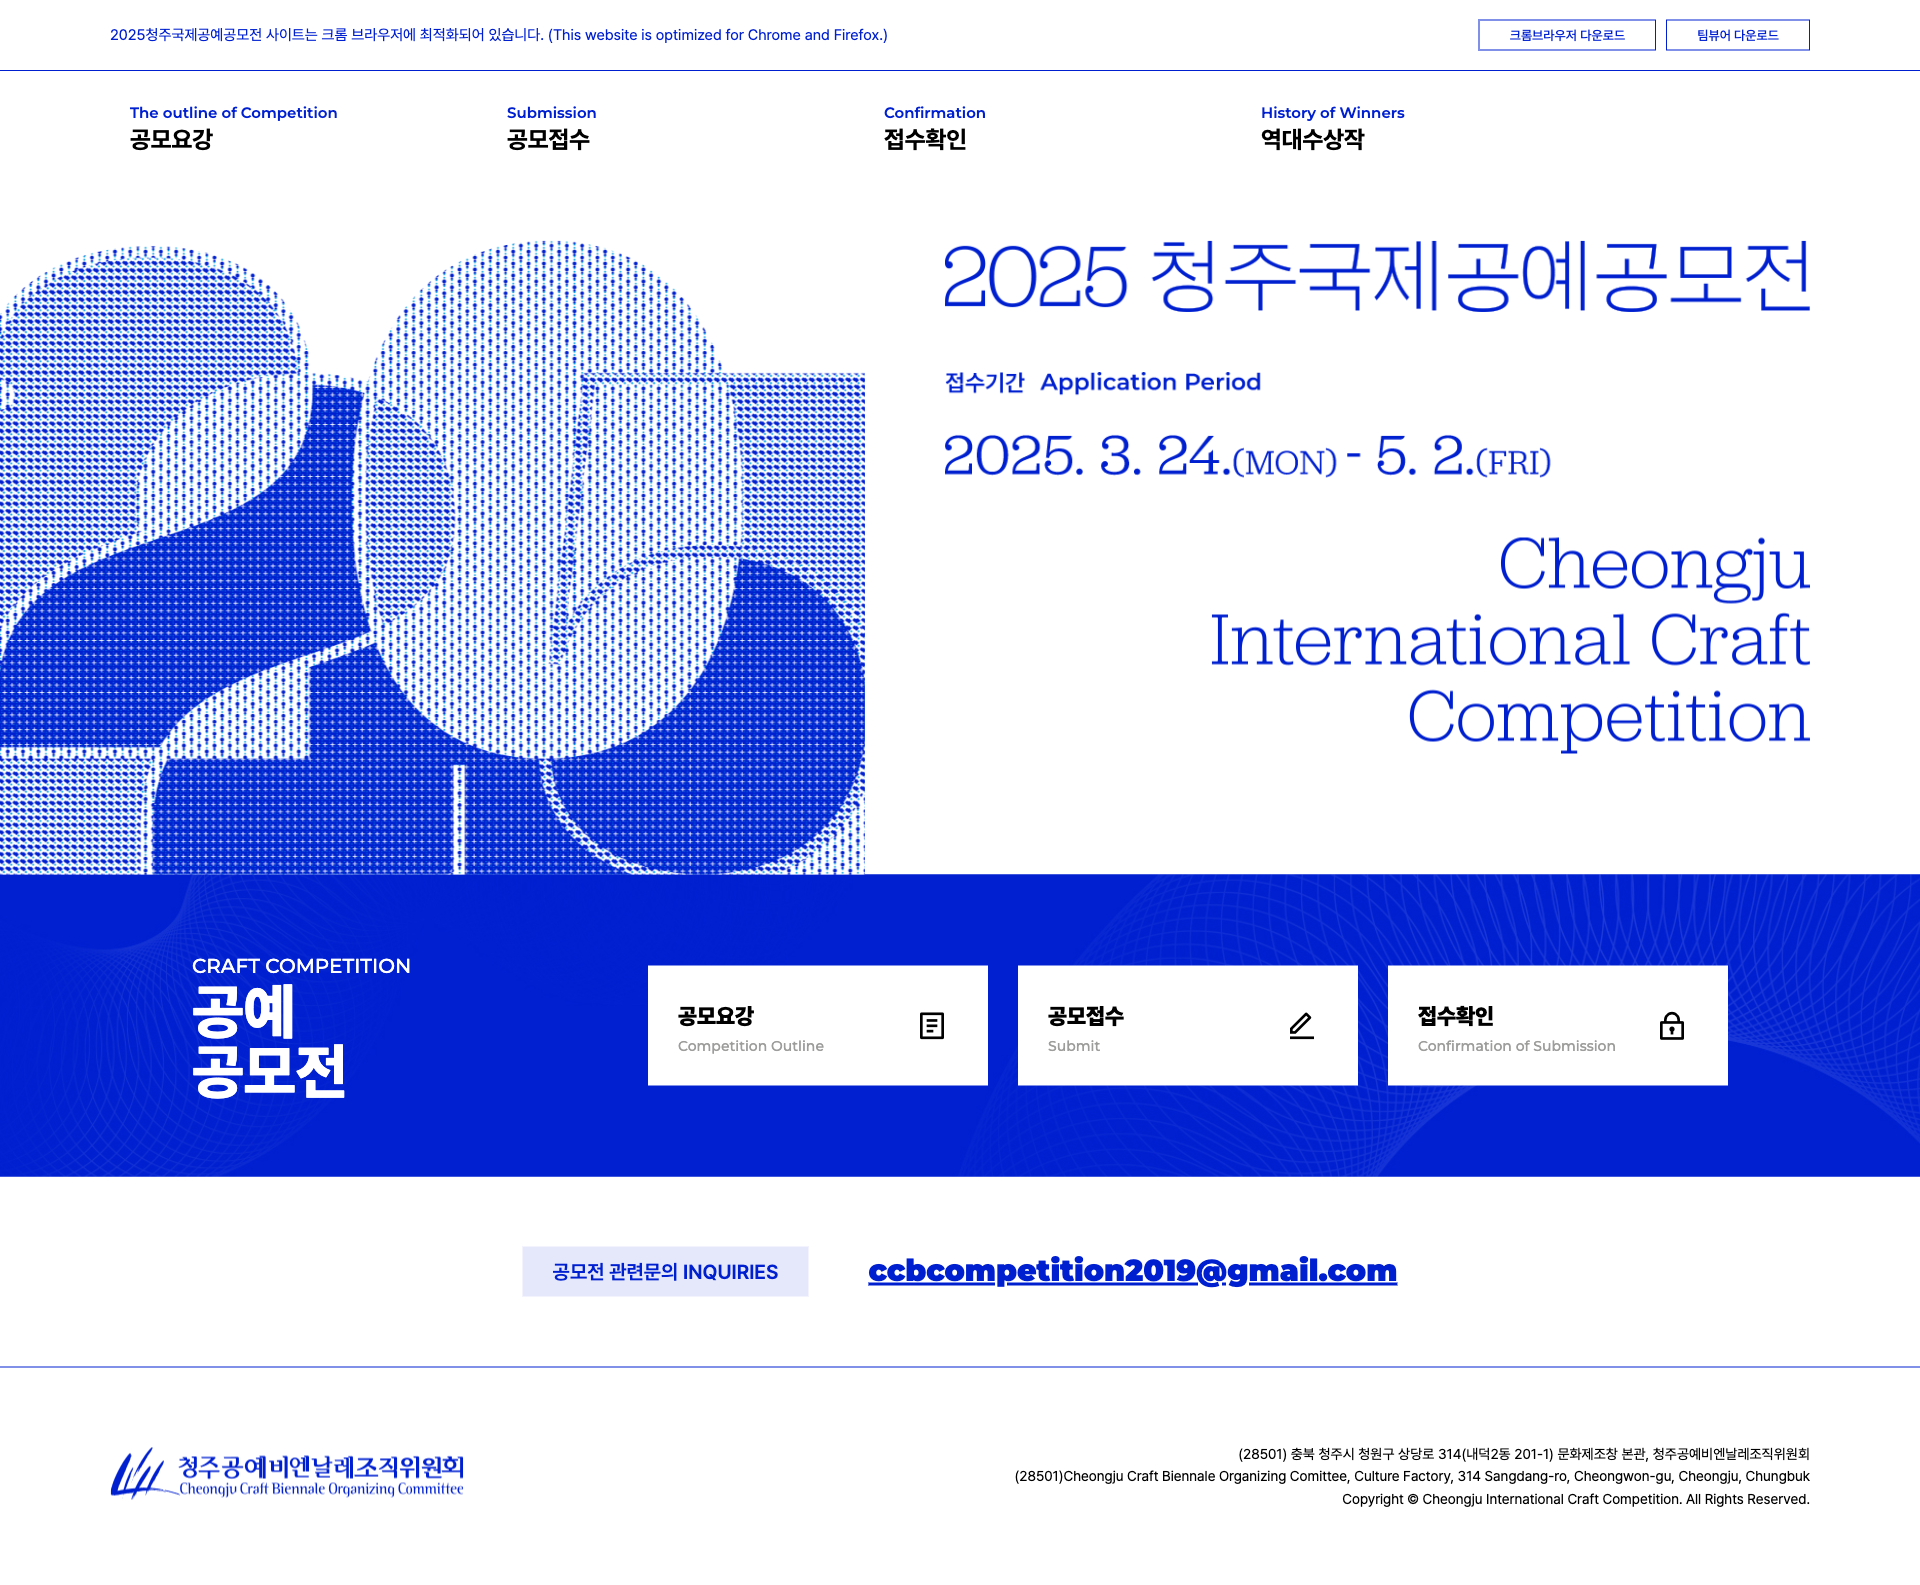 2025청주국제공예공모전 사이트는 크롬 브라우저에 최적화되어 있습니다. (This website is optimized for Chrome and Firefox.)
크롬브라우저 다운로드
팀뷰어 다운로드
The outline of Competition
공모요강
Submission
공모접수
Confirmation
접수확인
History of Winners
역대수상작
2025 청주국제공예공모전
접수기간 Application Period
2025. 3. 24.(MON) - 5. 2.(FRI)
Cheongju
International Craft
Competition
CRAFT COMPETITION
공예
공모전
공모요강
Competition Outline
공모접수
Submit
접수확인
Confirmation of Submission
공모전 관련문의 INQUIRIES
ccbcompetition2019@gmail.com
청주공예비엔날레조직위원회
Cheongju Craft Biennale Organizing Committee
(28501) 충북 청주시 청원구 상당로 314(내덕2동 201-1) 문화제조창 본관, 청주공예비엔날레조직위원회
(28501)Cheongju Craft Biennale Organizing Comittee, Culture Factory, 314 Sangdang-ro, Cheongwon-gu, Cheongju, Chungbuk
Copyright © Cheongju International Craft Competition. All Rights Reserved.